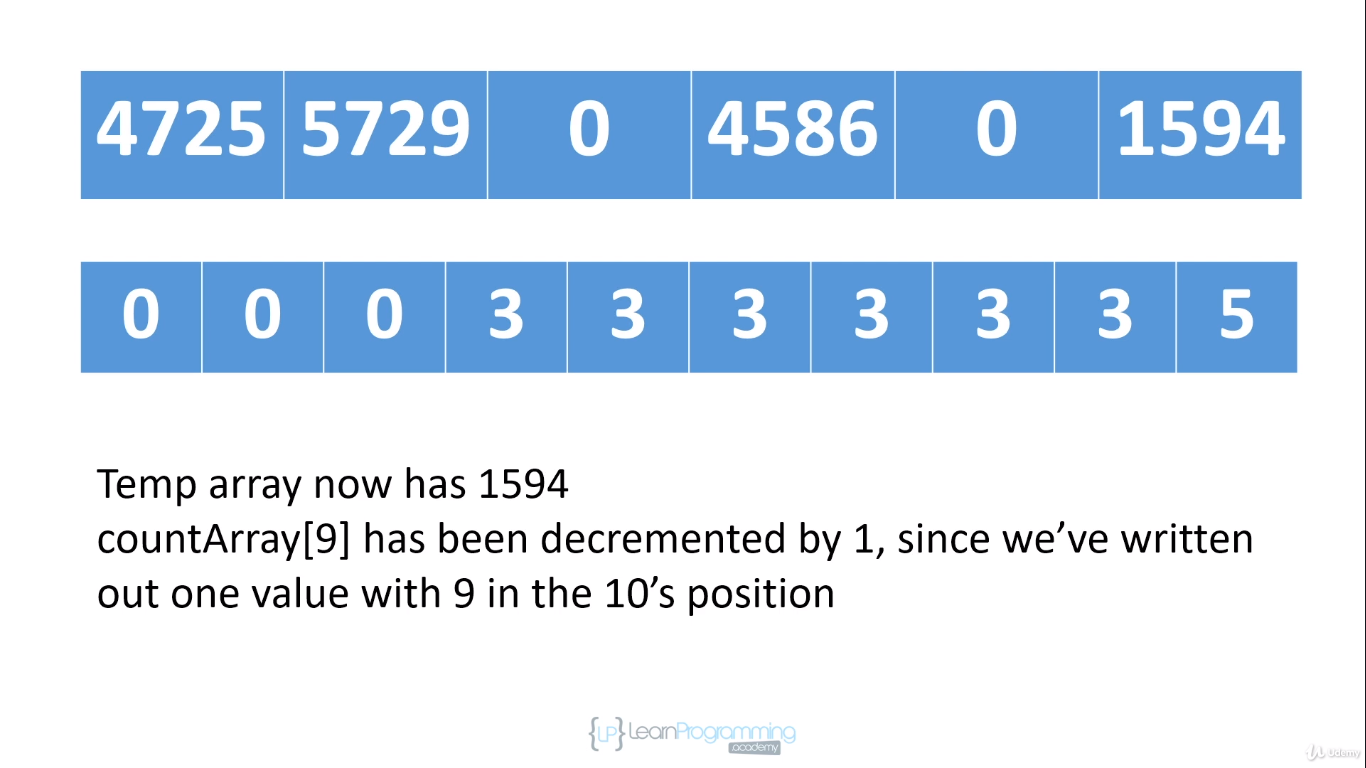 4725 5729 0 4586 0 1594
0 0 0 3 3 3 3 3 3 5
Temp array now has 1594
countArray[9] has been decremented by 1, since we’ve written
out one value with 9 in the 10’s position
{LP} LearnProgramming
.academy
Udemy